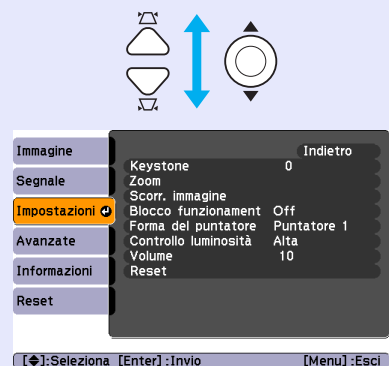 Immagine
Segnale
Impostazioni
Avanzate
Informazioni
Reset
Indietro
Keystone 0
Zoom
Scorr. immagine
Blocco funzionament Off
Forma del puntatore Puntatore 1
Controllo luminosità Alta
Volume 10
Reset
[◆]:Seleziona [Enter]:Invio [Menu]:Esci